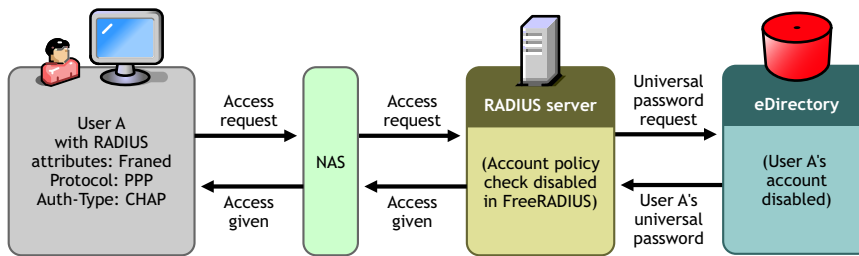 User A
with RADIUS
attributes: Franed
Protocol: PPP
Auth-Type: CHAP
Access
request
Access
given
NAS
Access
request
Access
given
RADIUS server
(Account policy
check disabled
in FreeRADIUS)
Universal
password
request
User A's
universal
password
eDirectory
(User A's
account
disabled)